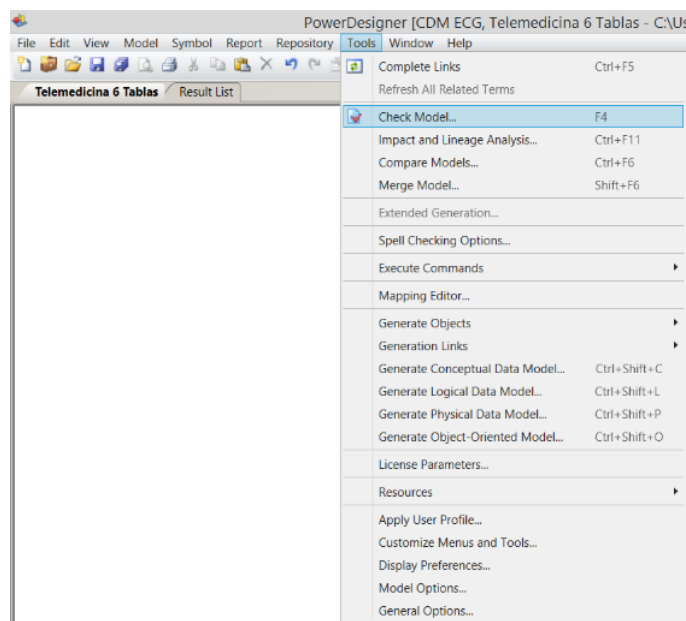 PowerDesigner [CDM ECG, Telemedicina 6 Tablas - C:\Us
File Edit View Model Symbol Report Repository Tools Window Help
Complete Links Ctrl+F5
Telemedicina 6 Tablas Result List
Refresh All Related Terms
Check Model... F4
Impact and Lineage Analysis... Ctrl+F11
Compare Models... Ctrl+F6
Merge Model... Shift+F6
Extended Generation...
Spell Checking Options...
Execute Commands
Mapping Editor...
Generate Objects
Generation Links
Generate Conceptual Data Model... Ctrl+Shift+C
Generate Logical Data Model... Ctrl+Shift+L
Generate Physical Data Model... Ctrl+Shift+P
Generate Object-Oriented Model... Ctrl+Shift+O
License Parameters...
Resources
Apply User Profile...
Customize Menus and Tools...
Display Preferences...
Model Options...
General Options...